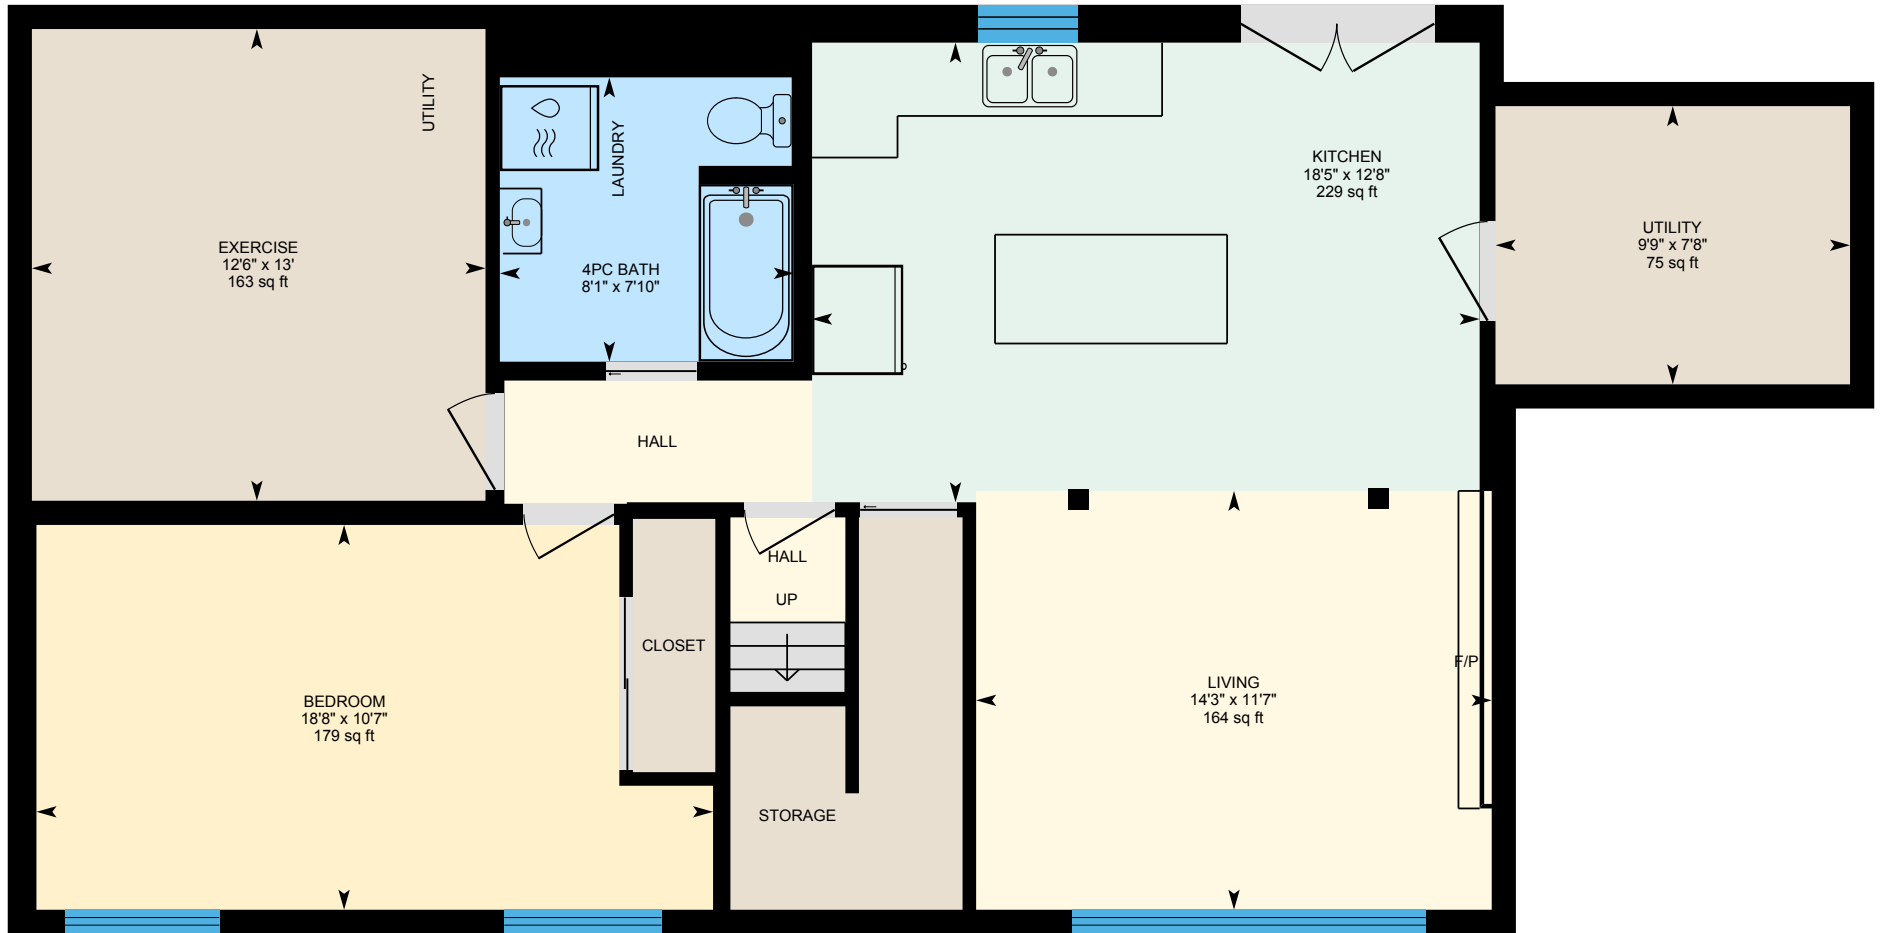 UTILITY
EXERCISE
12'6" x 13'
163 sq ft
LAUNDRY
4PC BATH
8'1" x 7'10"
KITCHEN
18'5" x 12'8"
229 sq ft
UTILITY
9'9" x 7'8"
75 sq ft
HALL
HALL
UP
CLOSET
BEDROOM
18'8" x 10'7"
179 sq ft
STORAGE
LIVING
14'3" x 11'7"
164 sq ft
F/P